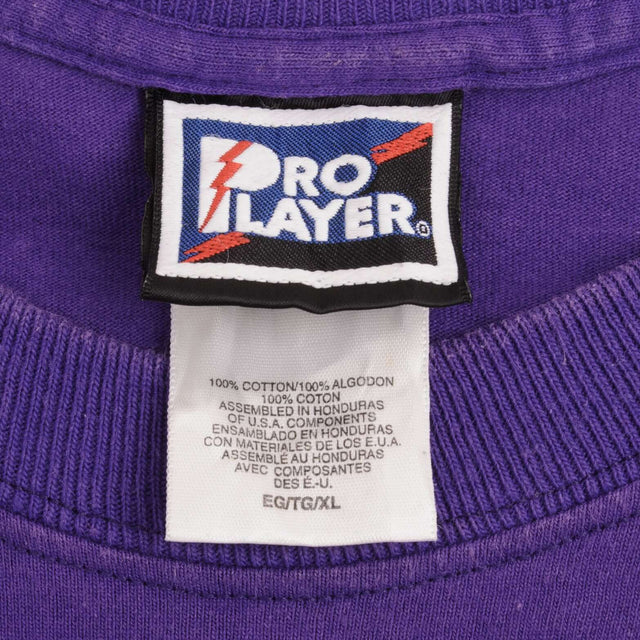 PRO
PLAYER®
100% COTTON/100% ALGODON
100% COTON
ASSEMBLED IN HONDURAS
OF U.S.A. COMPONENTS
ENSAMBLADO EN HONDURAS
CON MATERIALES DE LOS E.U.A.
ASSEMBLÉ AU HONDURAS
AVEC COMPOSANTES
DES É.-U.
EG/TG/XL